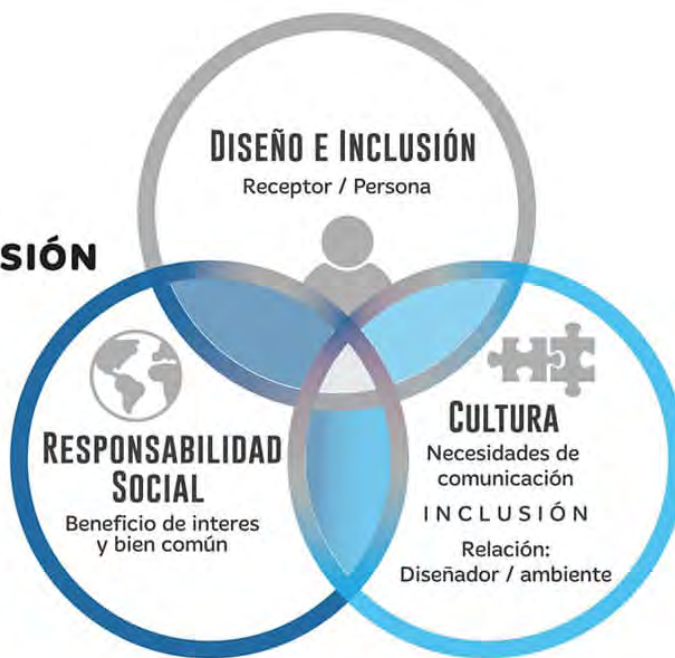 DISEÑO E INCLUSIÓN
Receptor / Persona
SIÓN
RESPONSABILIDAD
SOCIAL
Beneficio de interes
y bien común
CULTURA
Necesidades de
comunicación
INCLUSIÓN
Relación:
Diseñador / ambiente